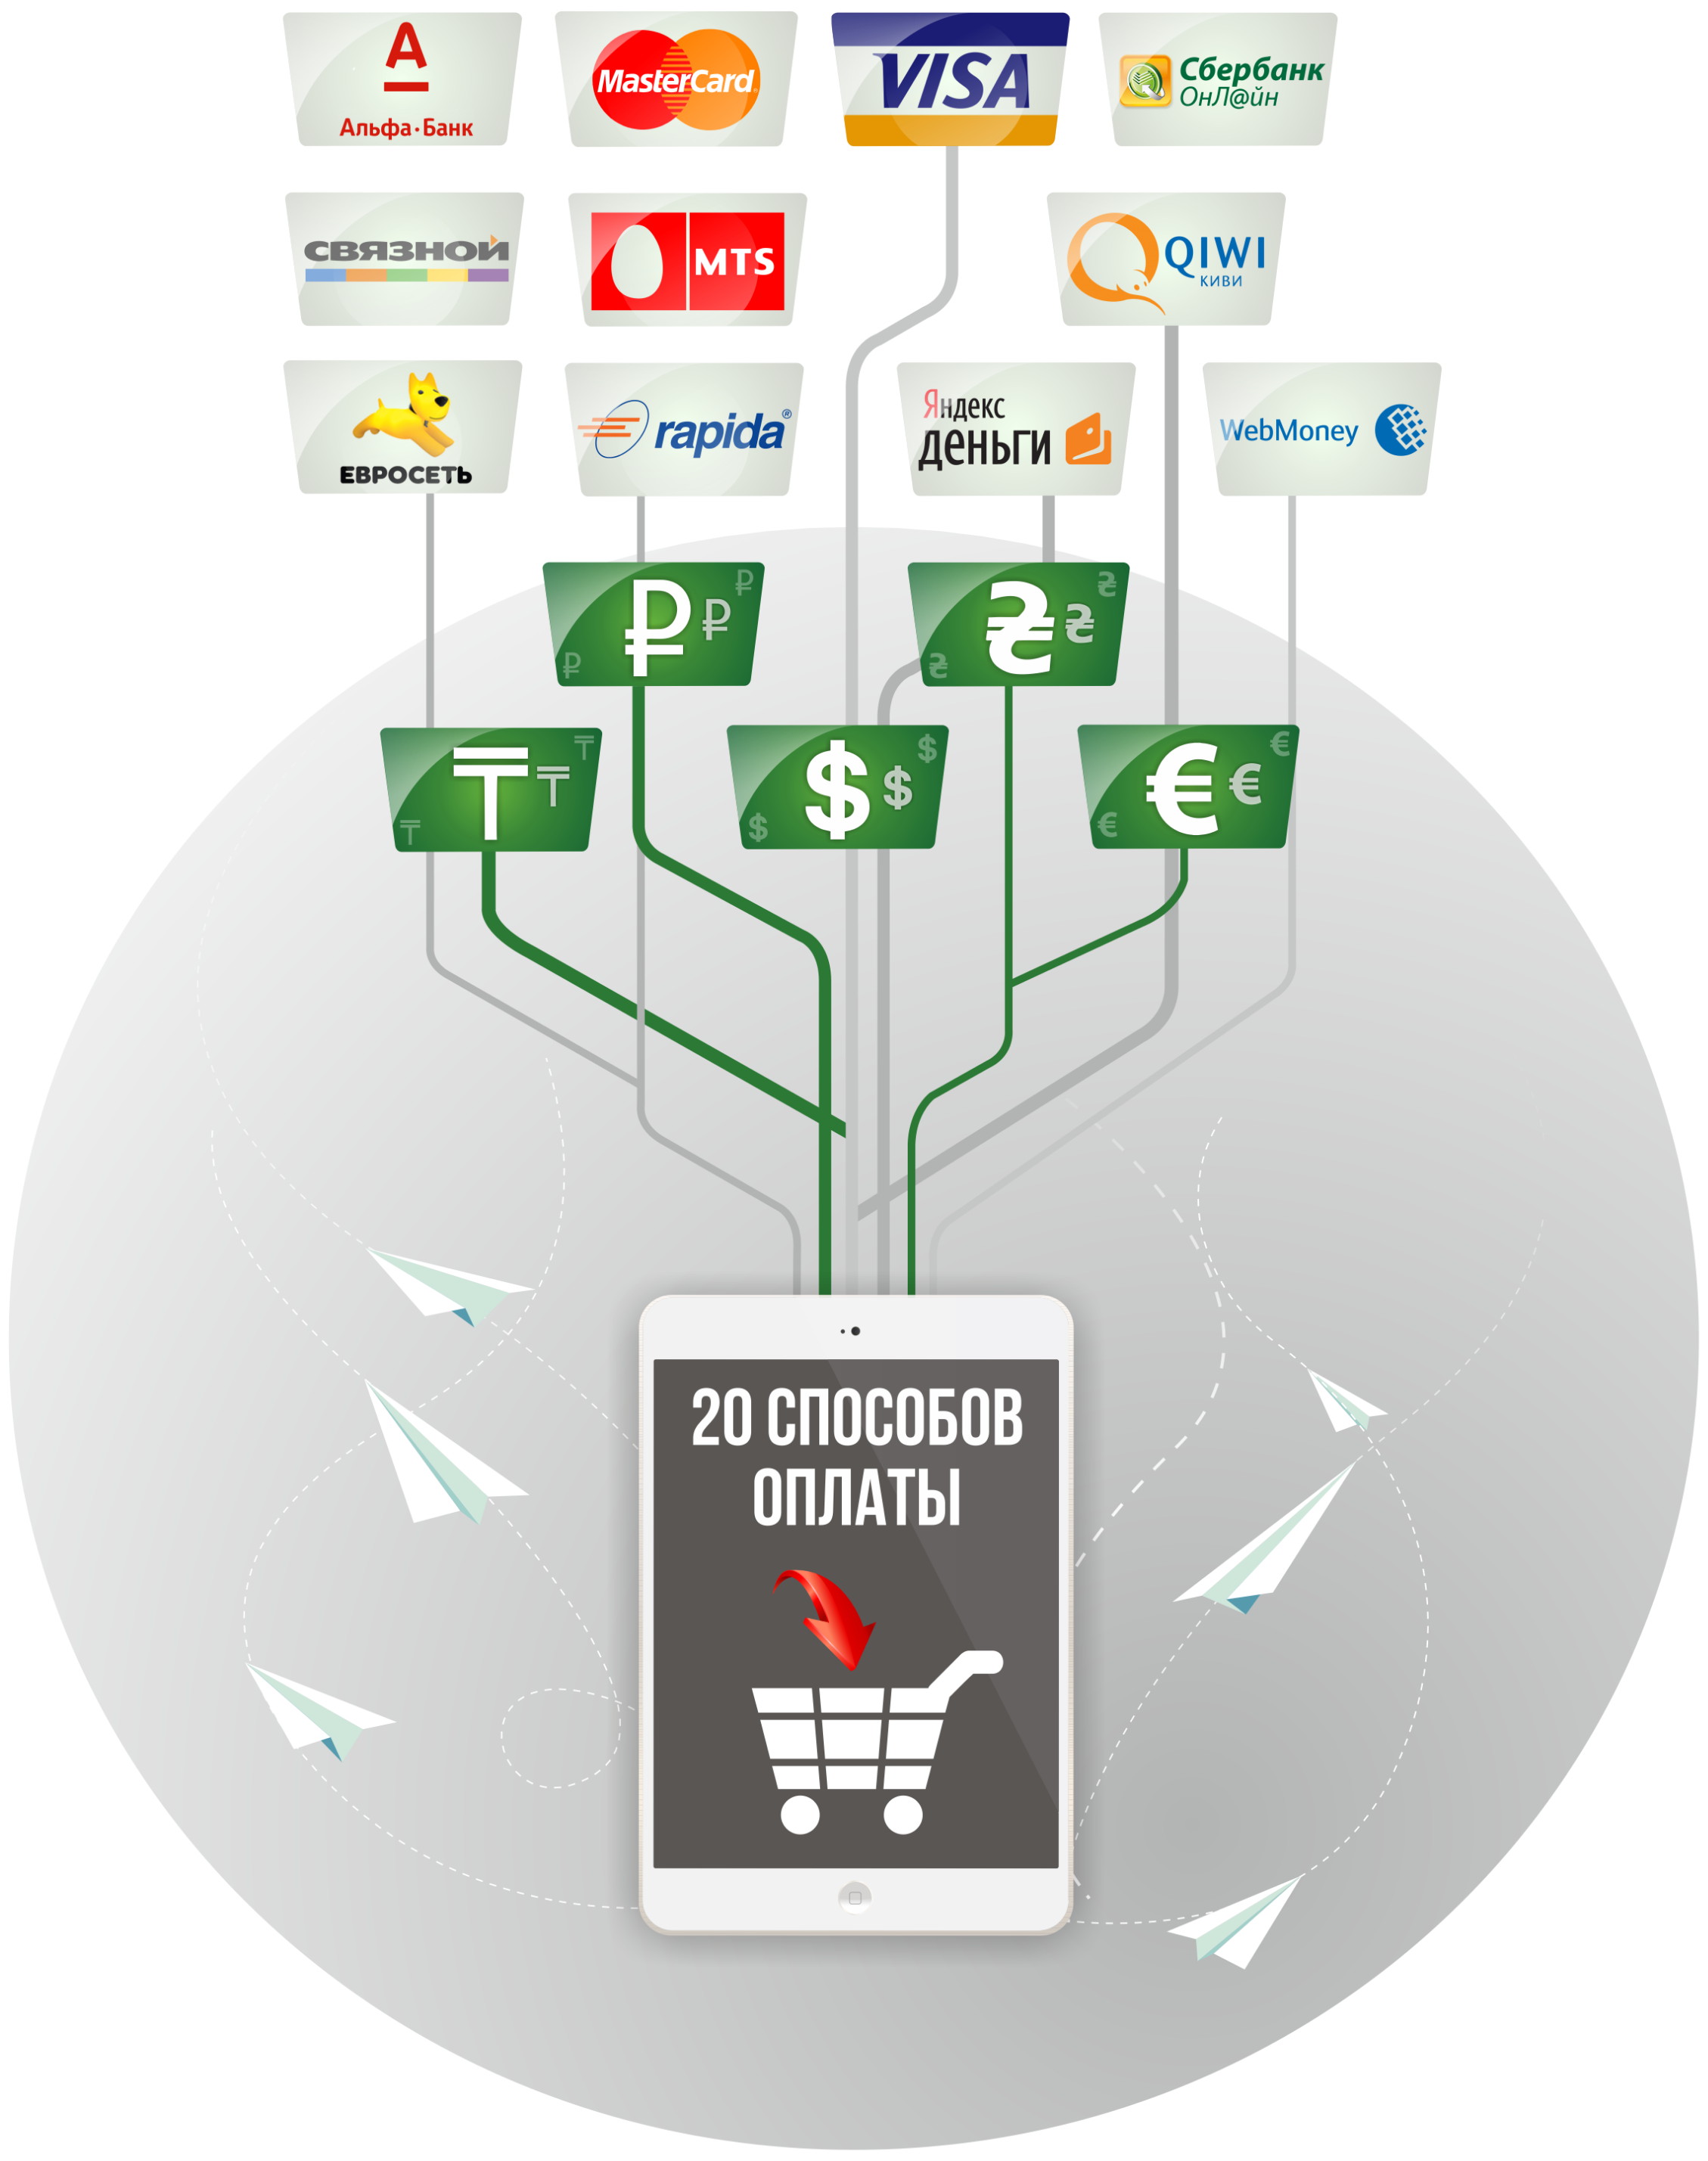 А
Альфа·Банк
MasterCard
VISA
Сбербанк
ОнЛ@йн
СВЯЗНОЙ
МТS
QIWI
КИВИ
ЕВРОСЕТЬ
rapida®
Яндекс
деньги
WebMoney
₽ ₽ ₽ ₽
₴ ₴ ₴ ₴
₸ ₸ ₸ ₸
$ $ $ $
€ € € €
20 СПОСОБОВ
ОПЛАТЫ